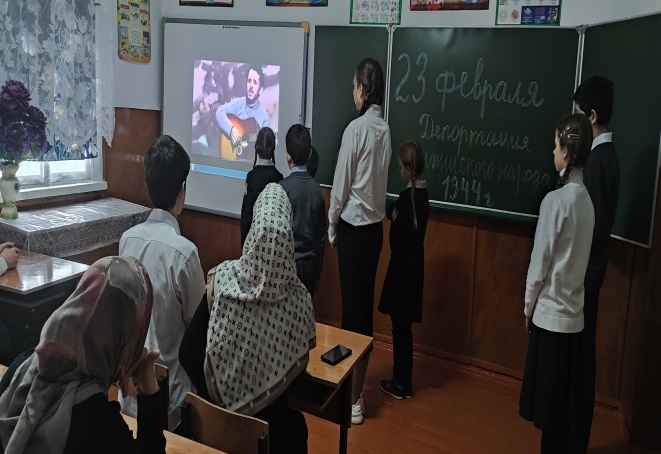 23 февраля
Депортация
народа
1944 г